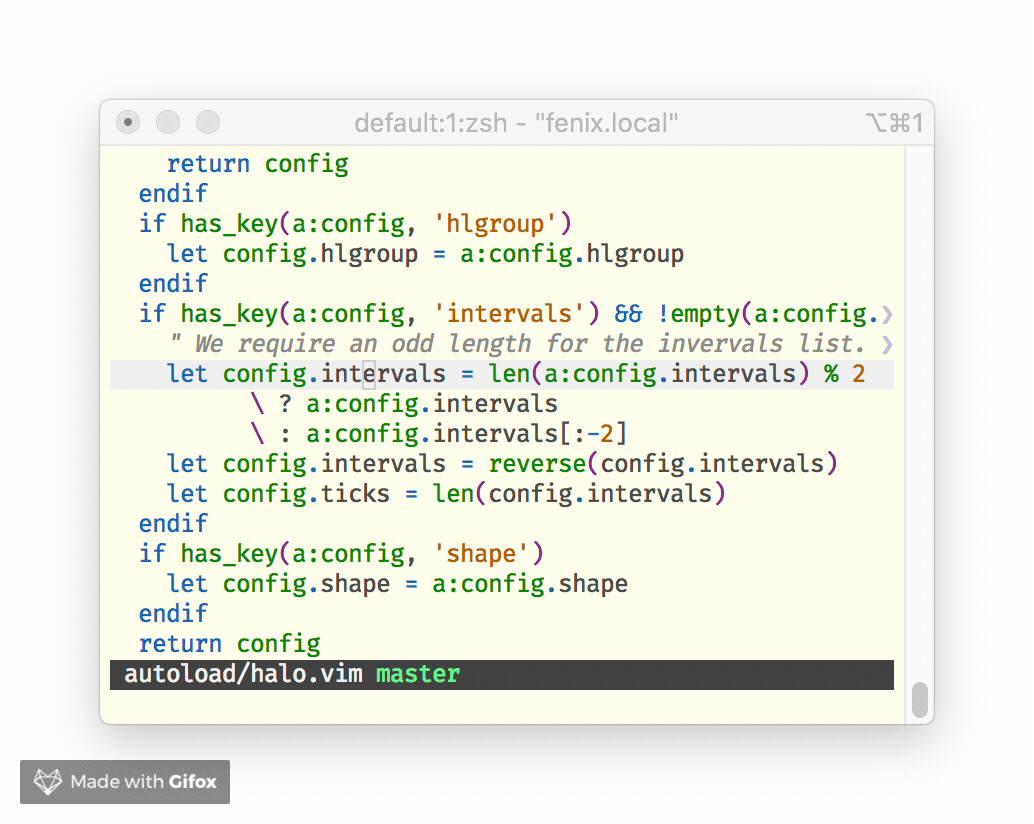 default:1:zsh - "fenix.local" ⌥⌘1
return config
endif
if has_key(a:config, 'hlgroup')
let config.hlgroup = a:config.hlgroup
endif
if has_key(a:config, 'intervals') && !empty(a:config.❯
" We require an odd length for the invervals list. ❯
let config.intervals = len(a:config.intervals) % 2
\ ? a:config.intervals
\ : a:config.intervals[:-2]
let config.intervals = reverse(config.intervals)
let config.ticks = len(config.intervals)
endif
if has_key(a:config, 'shape')
let config.shape = a:config.shape
endif
return config
autoload/halo.vim master
Made with Gifox